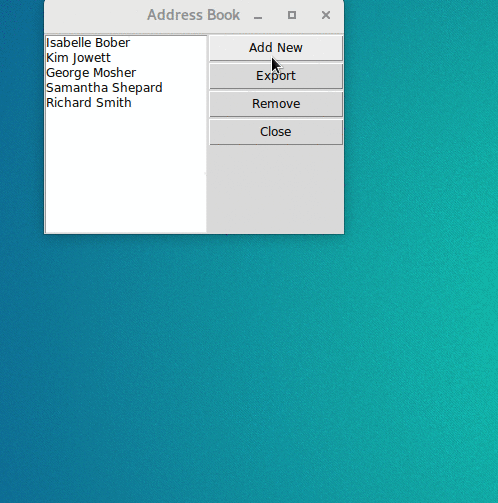 Address Book
Isabelle Bober
Kim Jowett
George Mosher
Samantha Shepard
Richard Smith
Add New
Export
Remove
Close